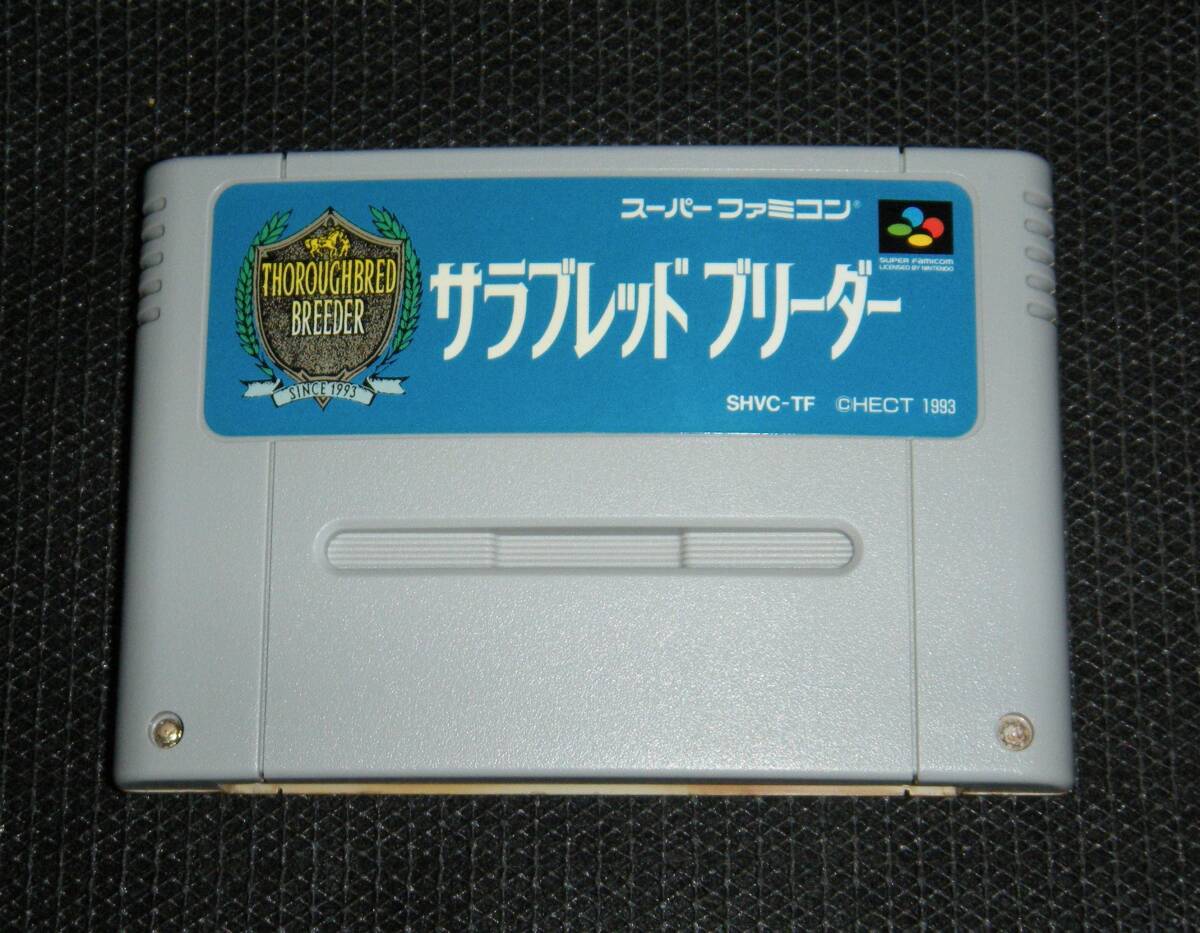 スーパーファミコン®
SUPER FAMICOM
LICENSED BY NINTENDO
THOROUGHBRED
BREEDER
SINCE 1993
サラブレッド ブリーダー
SHVC-TF ©HECT 1993